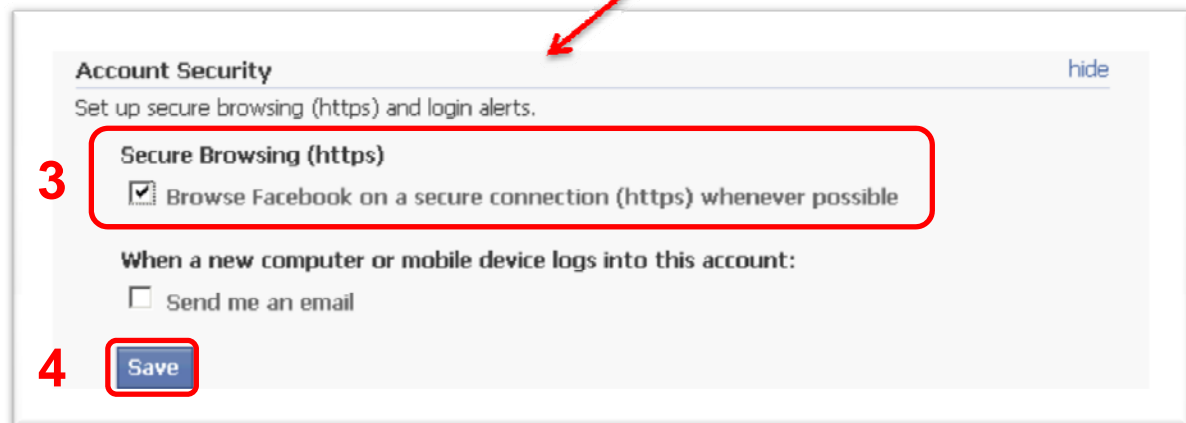 Account Security hide
Set up secure browsing (https) and login alerts.
Secure Browsing (https)
3
Browse Facebook on a secure connection (https) whenever possible
When a new computer or mobile device logs into this account:
Send me an email
4 Save